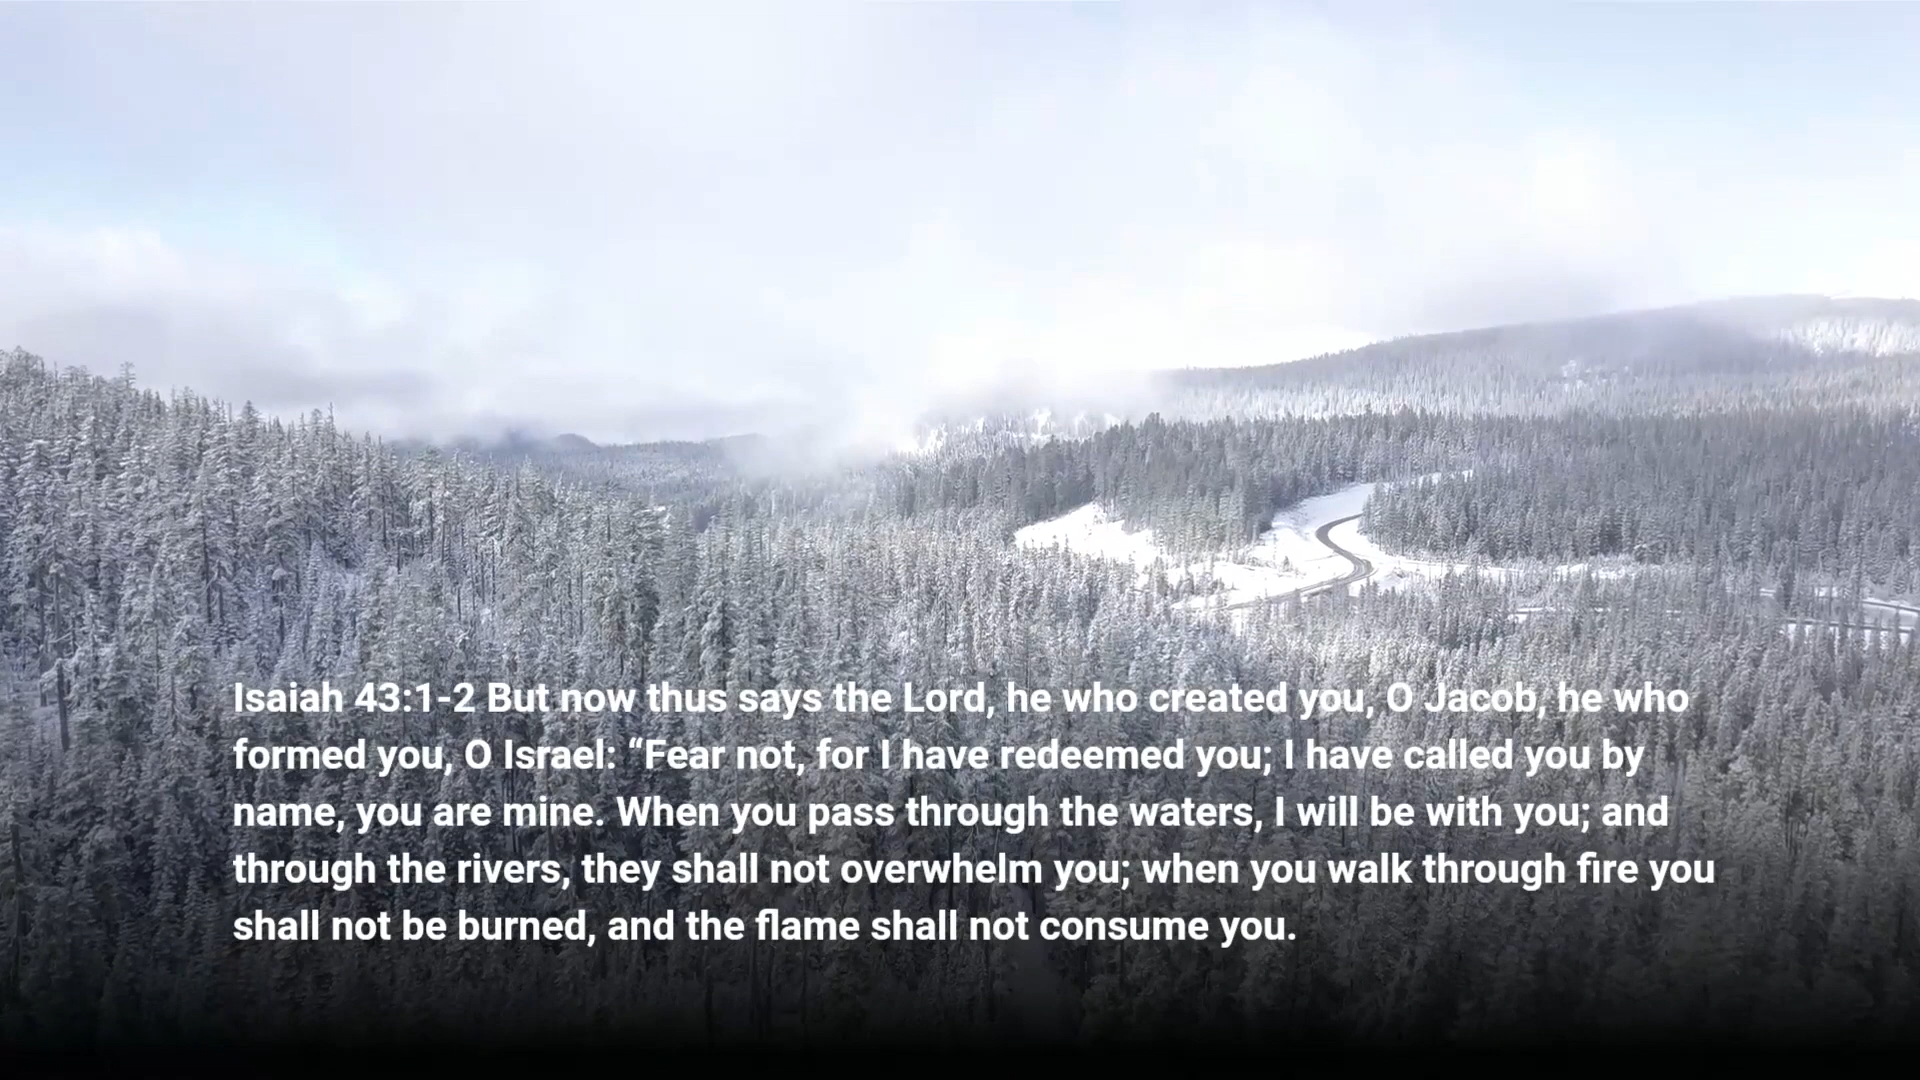 Isaiah 43:1-2 But now thus says the Lord, he who created you, O Jacob, he who
formed you, O Israel: “Fear not, for I have redeemed you; I have called you by
name, you are mine. When you pass through the waters, I will be with you; and
through the rivers, they shall not overwhelm you; when you walk through fire you
shall not be burned, and the flame shall not consume you.